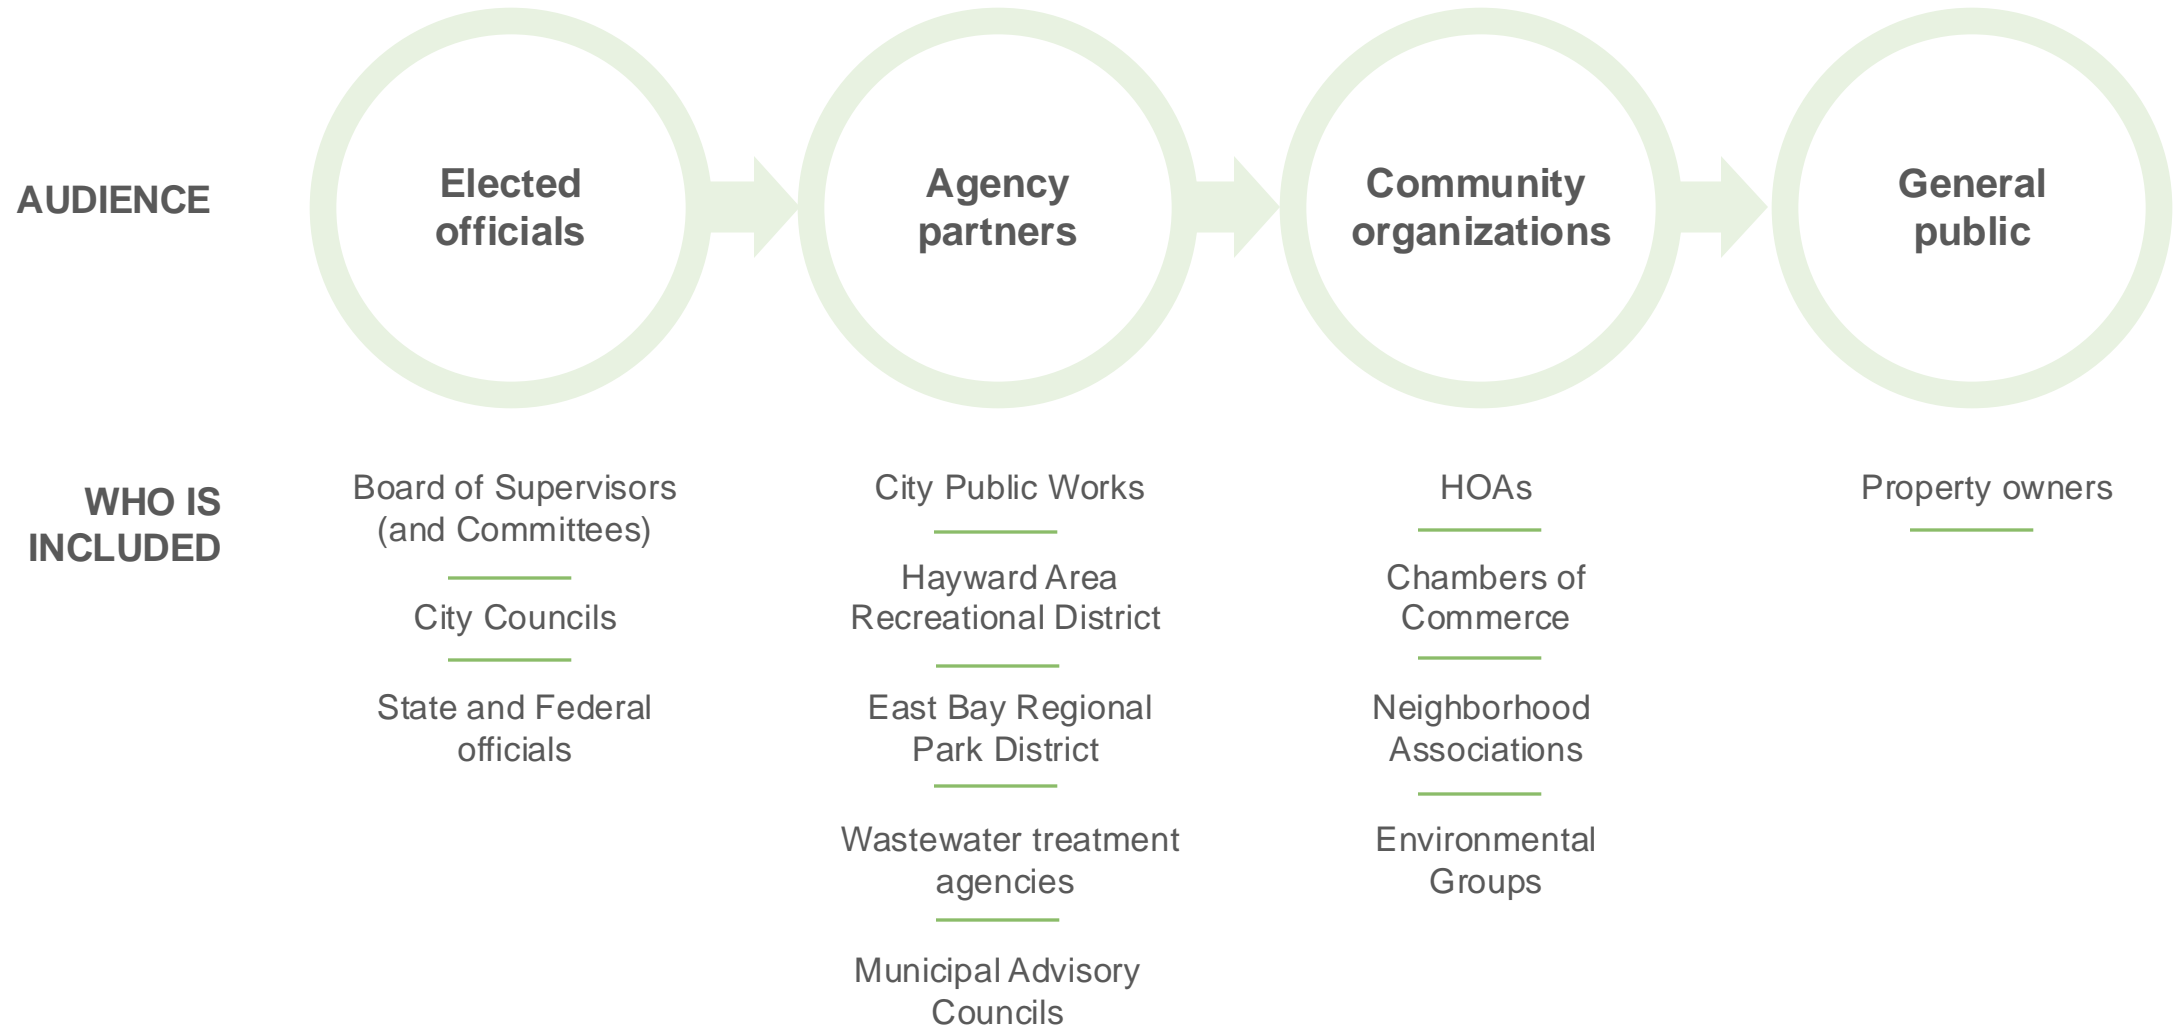 AUDIENCE
Elected
officials
Agency
partners
Community
organizations
General
public
WHO IS
INCLUDED
Board of Supervisors
(and Committees)
City Councils
State and Federal
officials
City Public Works
Hayward Area
Recreational District
East Bay Regional
Park District
Wastewater treatment
agencies
Municipal Advisory
Councils
HOAs
Chambers of
Commerce
Neighborhood
Associations
Environmental
Groups
Property owners